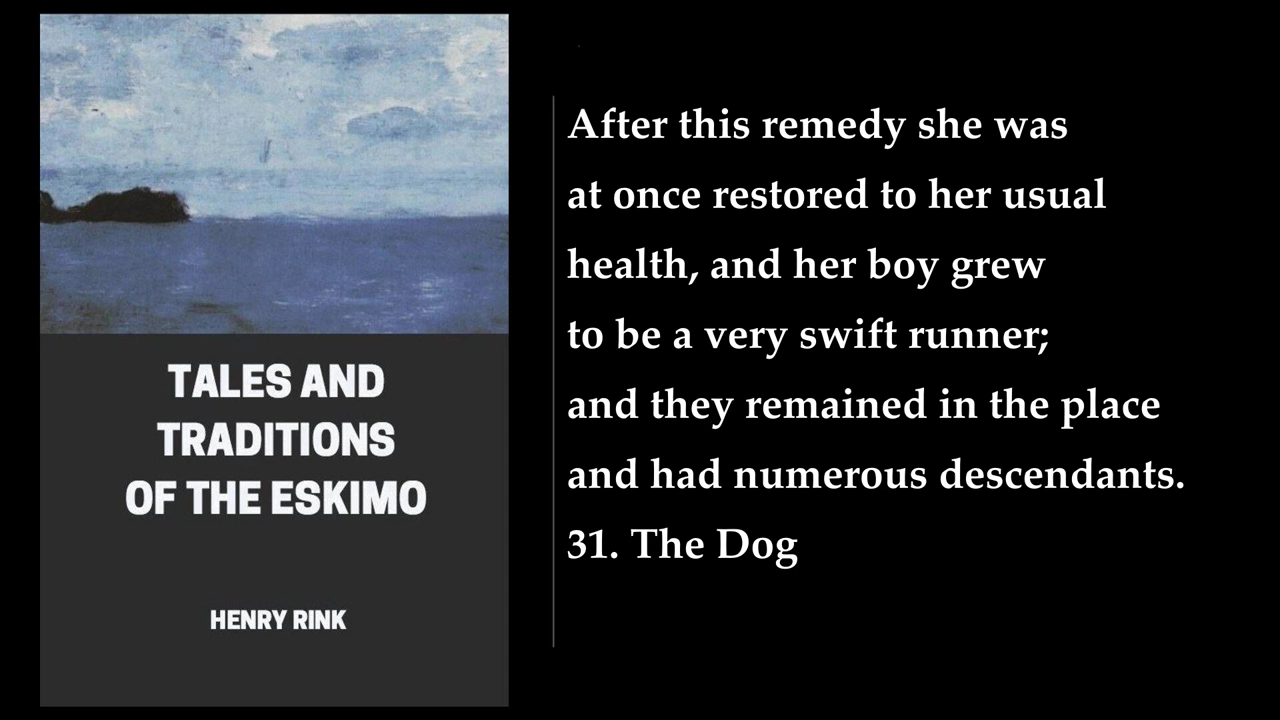 TALES AND
TRADITIONS
OF THE ESKIMO
HENRY RINK
After this remedy she was
at once restored to her usual
health, and her boy grew
to be a very swift runner;
and they remained in the place
and had numerous descendants.
31. The Dog